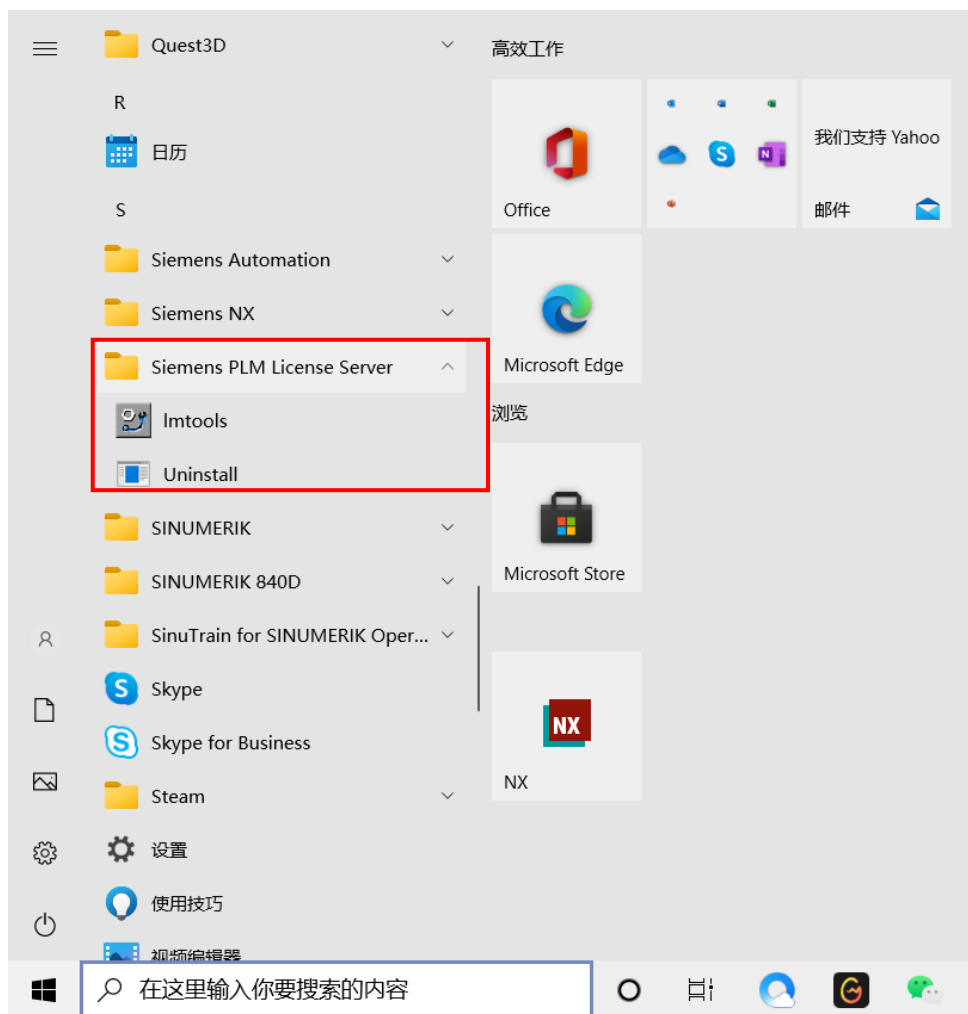 Quest3D
R
日历
S
Siemens Automation
Siemens NX
Siemens PLM License Server
lmtools
Uninstall
SINUMERIK
SINUMERIK 840D
SinuTrain for SINUMERIK Oper...
Skype
Skype for Business
Steam
设置
使用技巧
视频编辑器
高效工作
Office
我们支持 Yahoo
邮件
Microsoft Edge
浏览
Microsoft Store
NX
NX
在这里输入你要搜索的内容